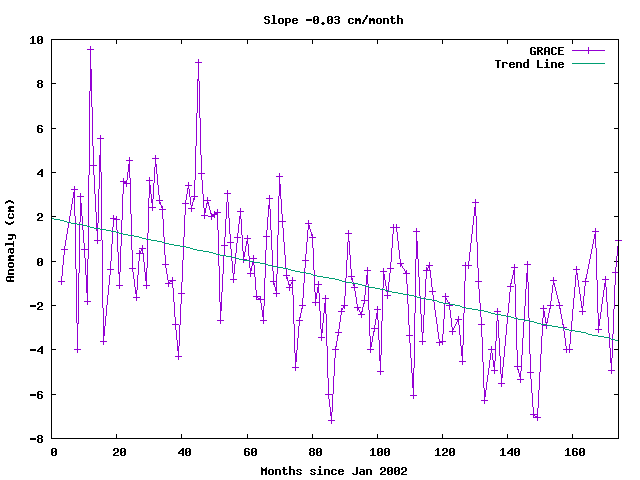 Slope -0.03 cm/month
GRACE
Trend Line
10
8
6
4
2
0
-2
-4
-6
-8
Anomaly (cm)
0 20 40 60 80 100 120 140 160
Months since Jan 2002